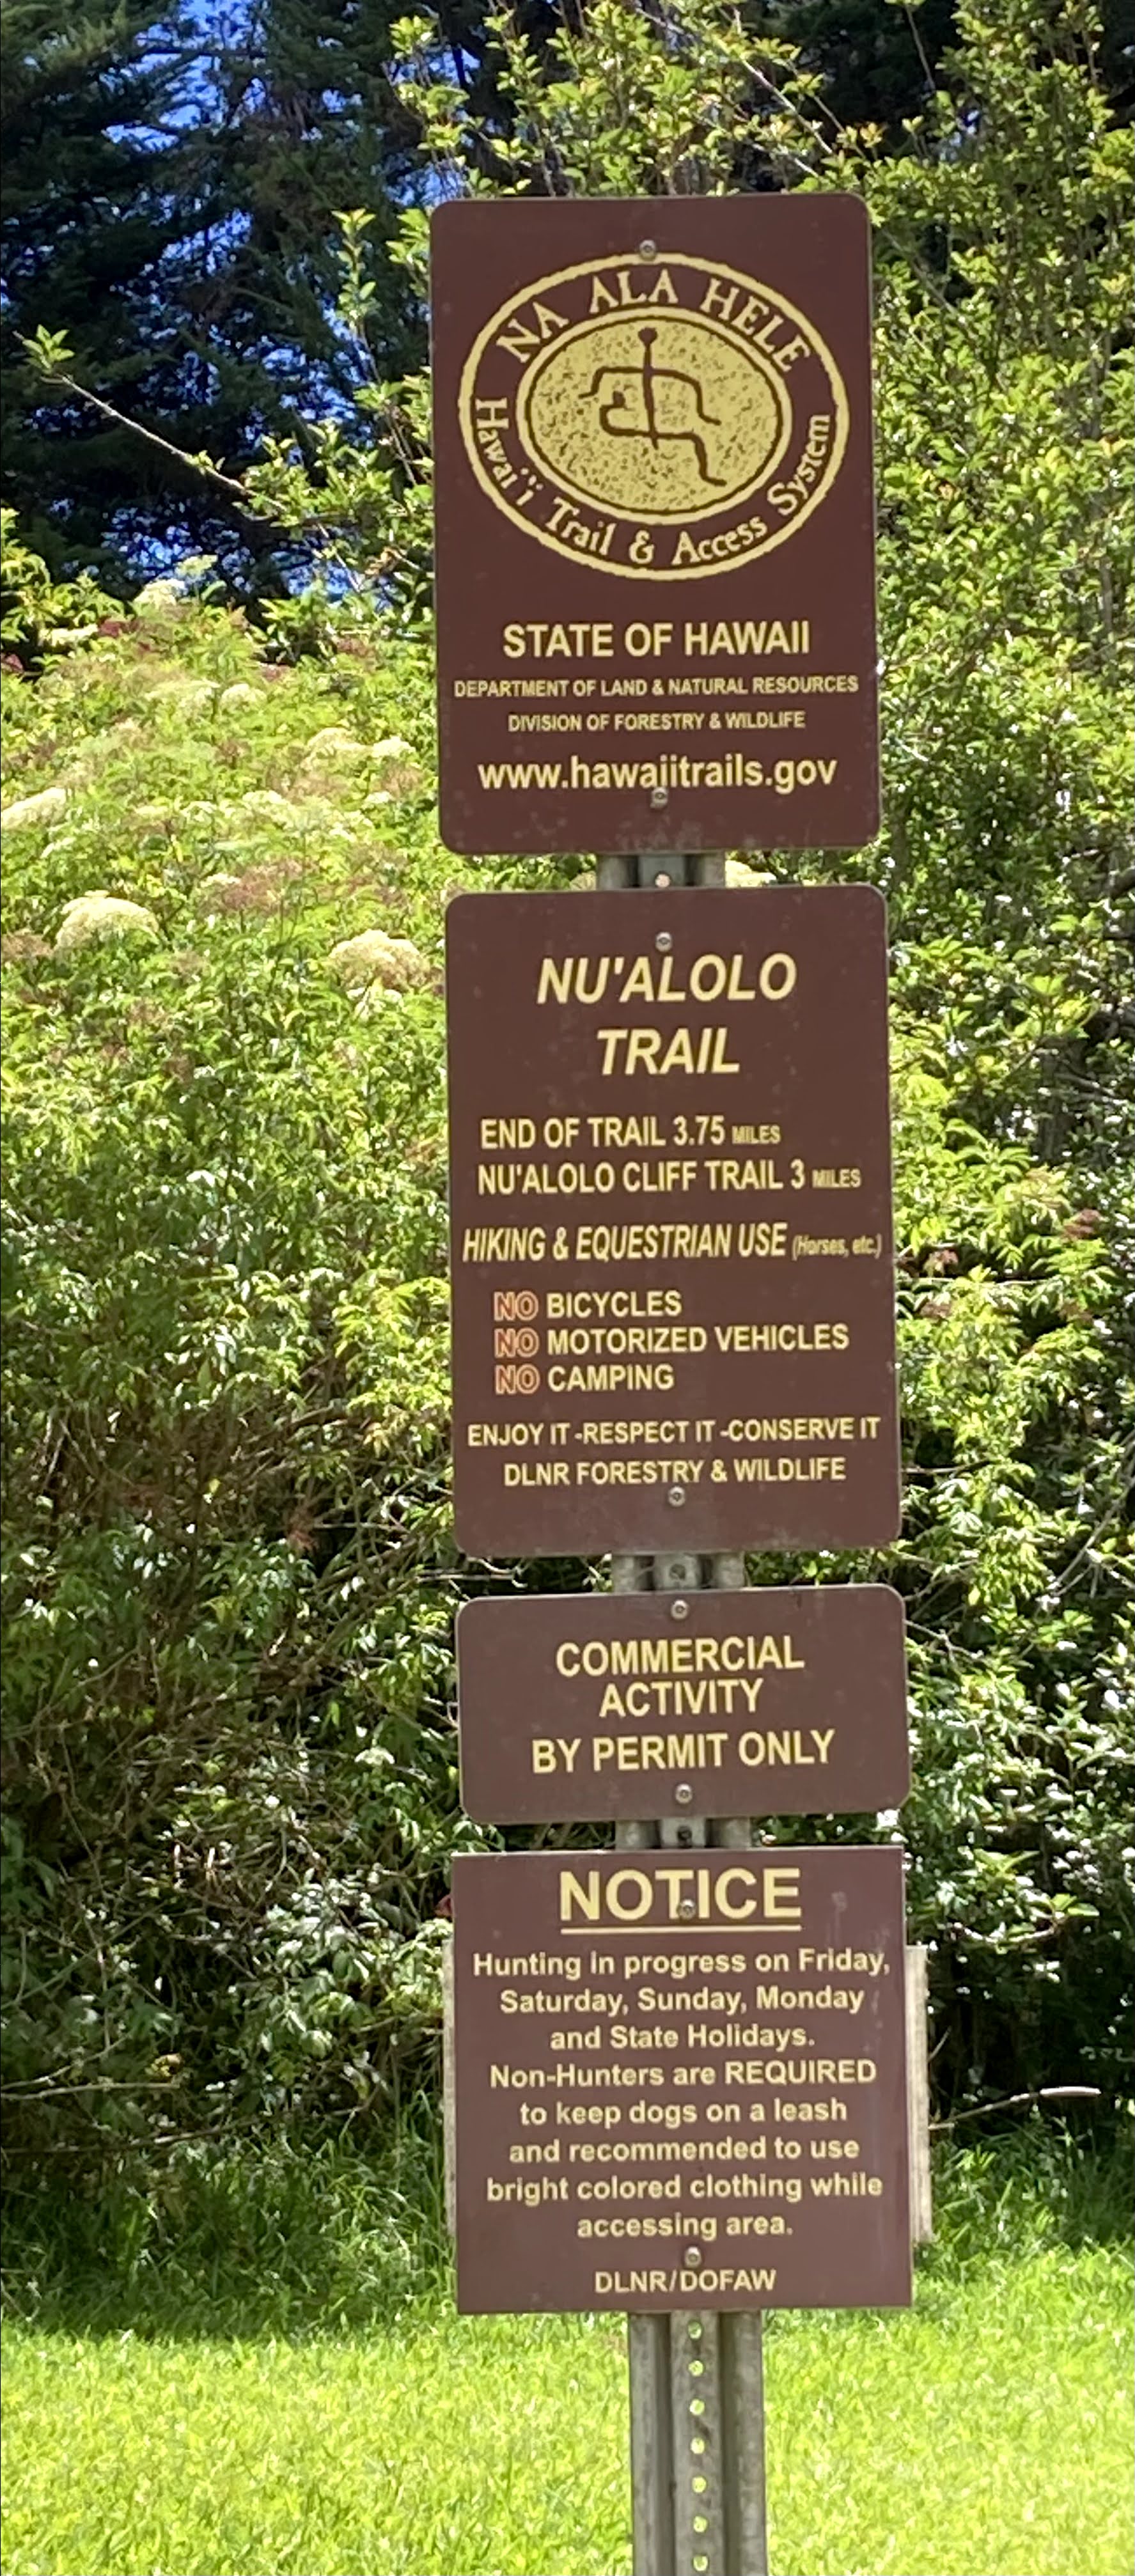 NA ALA HELE
Hawai'i Trail & Access System
STATE OF HAWAII
DEPARTMENT OF LAND & NATURAL RESOURCES
DIVISION OF FORESTRY & WILDLIFE
www.hawaiitrails.gov
NU'ALOLO
TRAIL
END OF TRAIL 3.75 MILES
NU'ALOLO CLIFF TRAIL 3 MILES
HIKING & EQUESTRIAN USE (Horses, etc.)
NO BICYCLES
NO MOTORIZED VEHICLES
NO CAMPING
ENJOY IT -RESPECT IT -CONSERVE IT
DLNR FORESTRY & WILDLIFE
COMMERCIAL
ACTIVITY
BY PERMIT ONLY
NOTICE
Hunting in progress on Friday,
Saturday, Sunday, Monday
and State Holidays.
Non-Hunters are REQUIRED
to keep dogs on a leash
and recommended to use
bright colored clothing while
accessing area.
DLNR/DOFAW